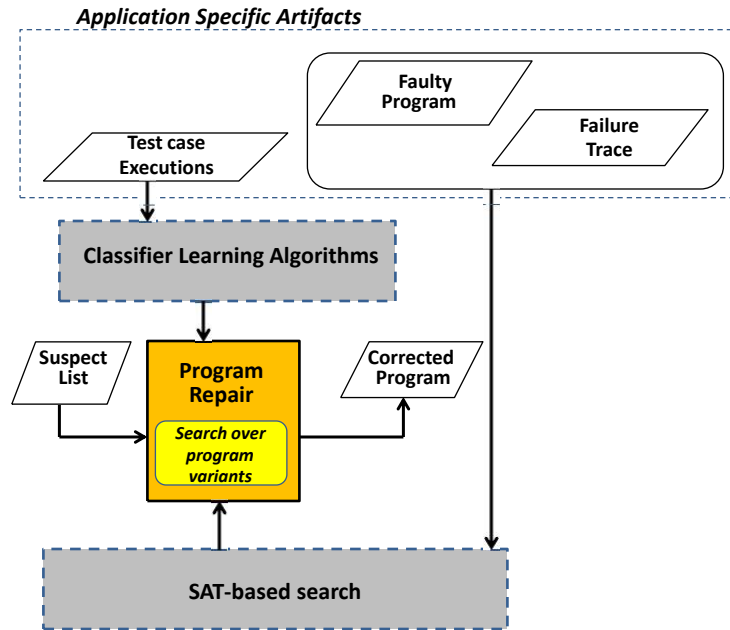 Application Specific Artifacts
Faulty
Program
Failure
Trace
Test case
Executions
Classifier Learning Algorithms
Suspect
List
Program
Repair
Search over
program
variants
Corrected
Program
SAT-based search